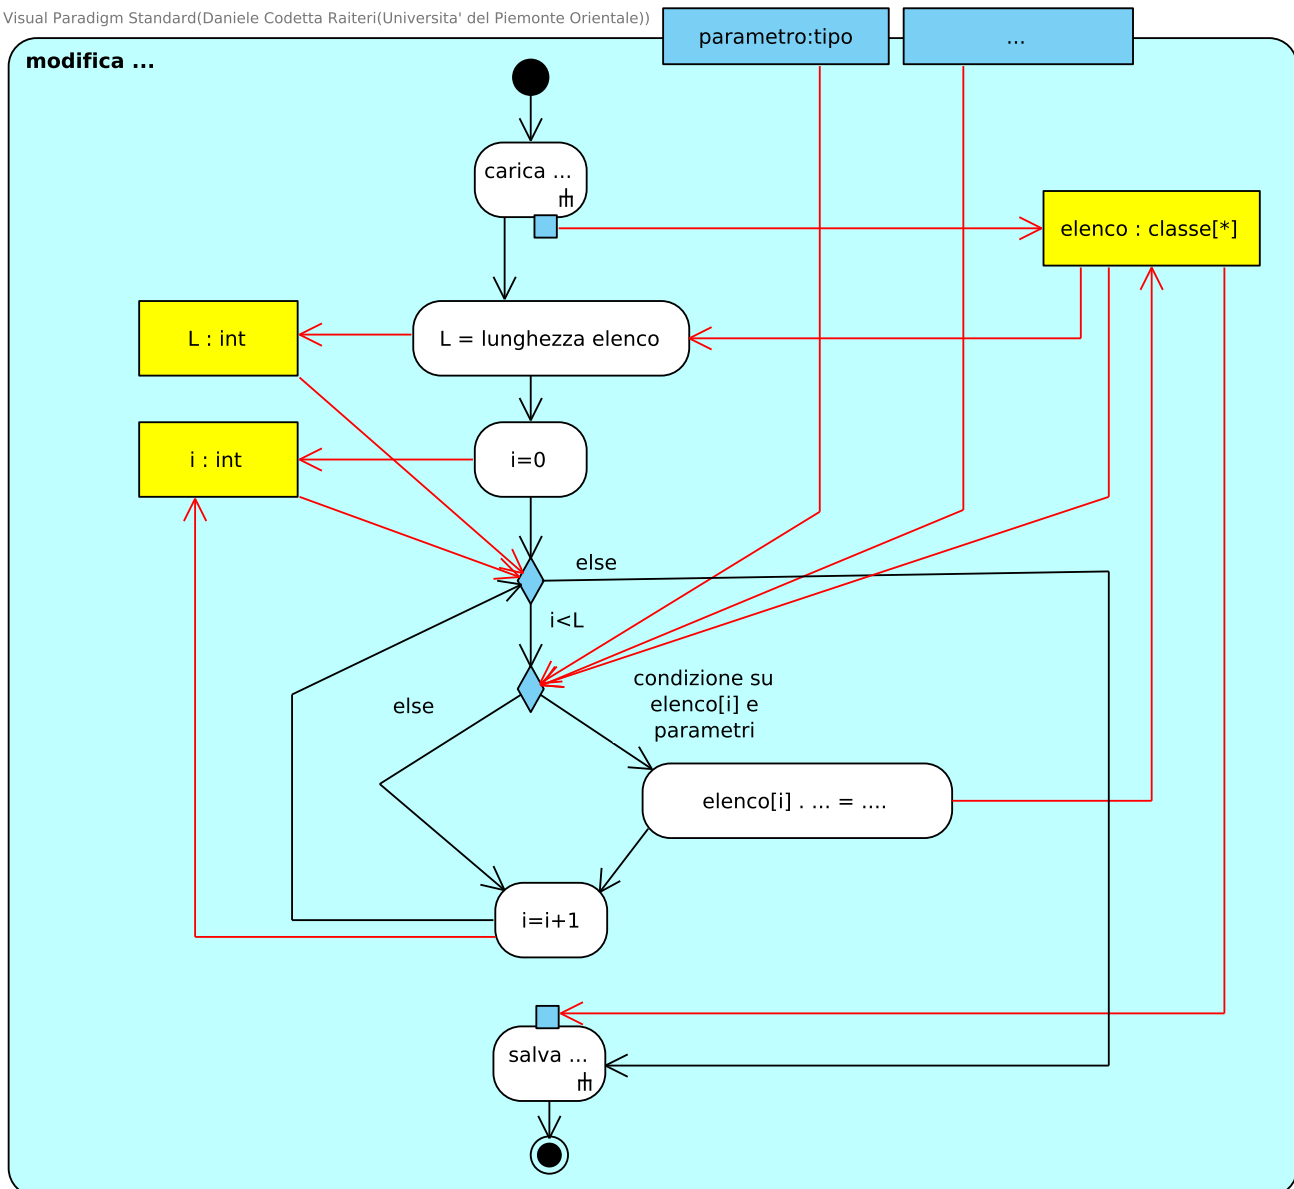 Visual Paradigm Standard(Daniele Codetta Raiteri(Universita' del Piemonte Orientale))
parametro:tipo
...
modifica ...
carica ...
elenco : classe[*]
L : int
L = lunghezza elenco
i : int
i=0
else
i<L
condizione su
elenco[i] e
parametri
else
elenco[i] . ... = ....
i=i+1
salva ...